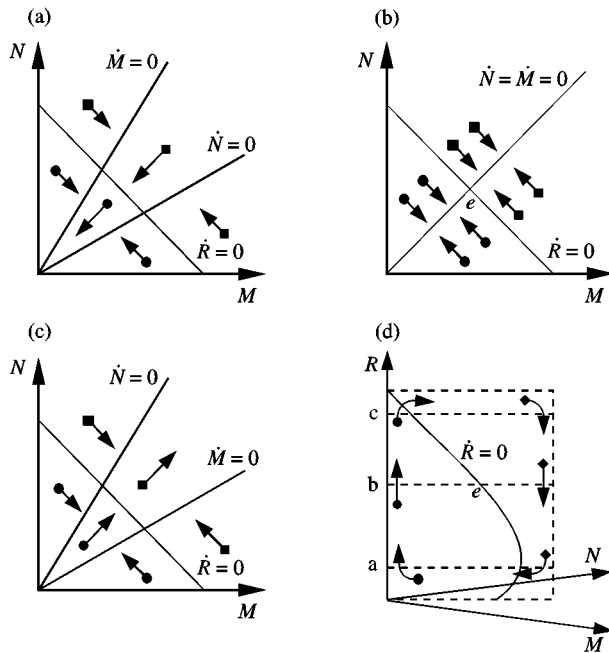 (a)
N
Ṁ = 0
Ṅ = 0
Ṙ = 0
M
(b)
N
Ṅ = Ṁ = 0
e
Ṙ = 0
M
(c)
N
Ṅ = 0
Ṁ = 0
Ṙ = 0
M
(d)
R
c
Ṙ = 0
b
e
a
N
M